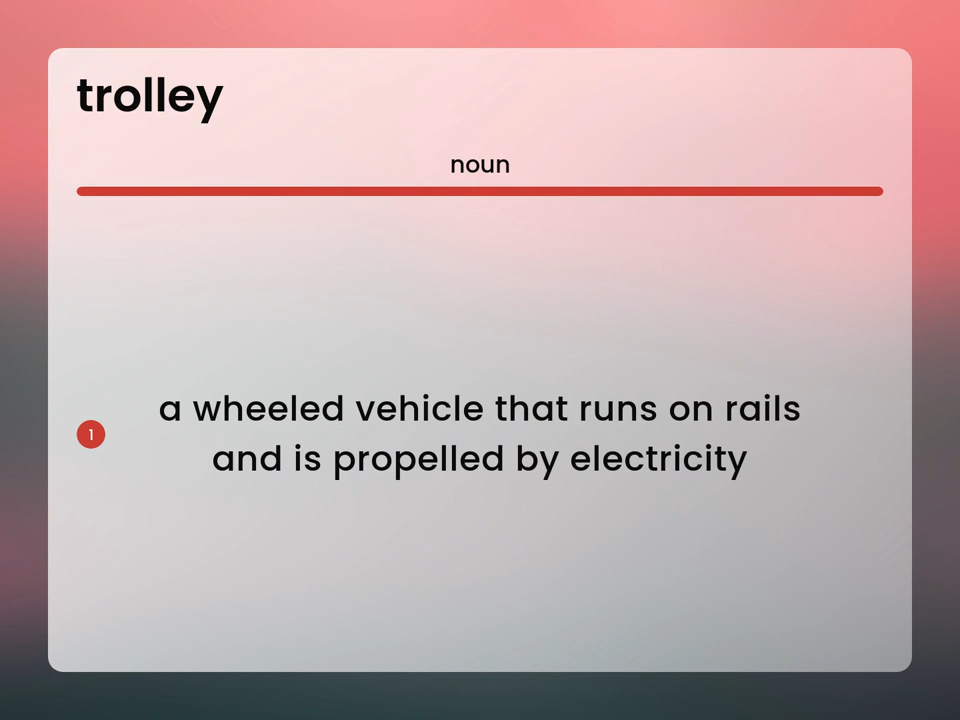 trolley
noun
1
a wheeled vehicle that runs on rails
and is propelled by electricity